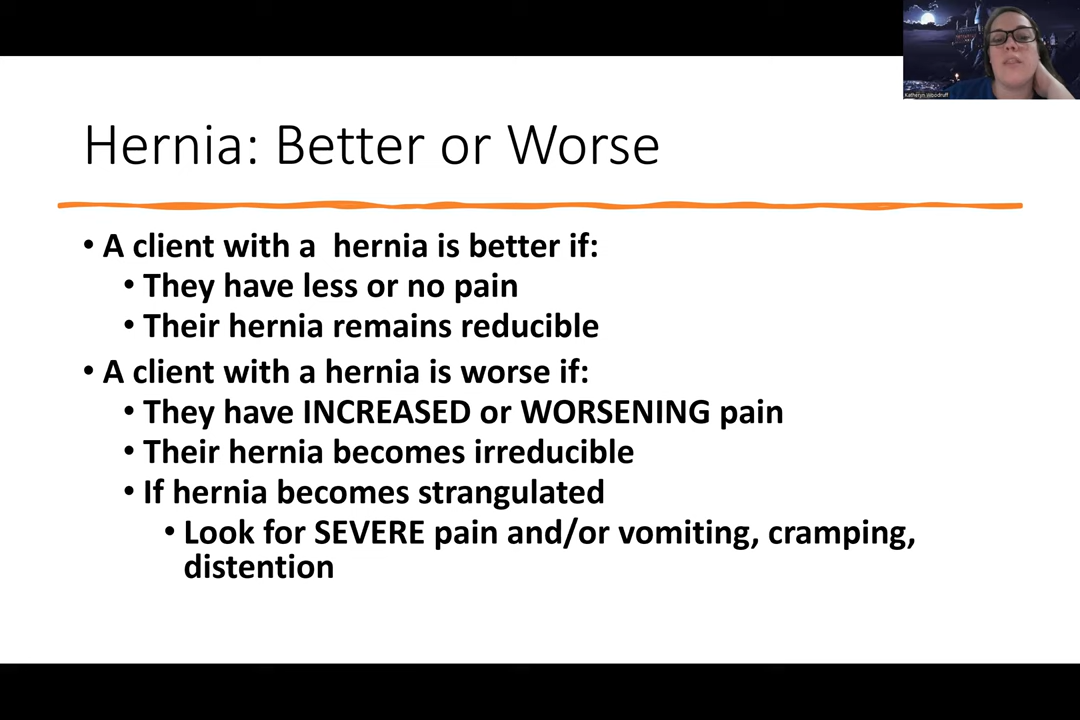 Katheryn Woodruff
Hernia: Better or Worse
• A client with a hernia is better if:
• They have less or no pain
• Their hernia remains reducible
• A client with a hernia is worse if:
• They have INCREASED or WORSENING pain
• Their hernia becomes irreducible
• If hernia becomes strangulated
• Look for SEVERE pain and/or vomiting, cramping,
distention